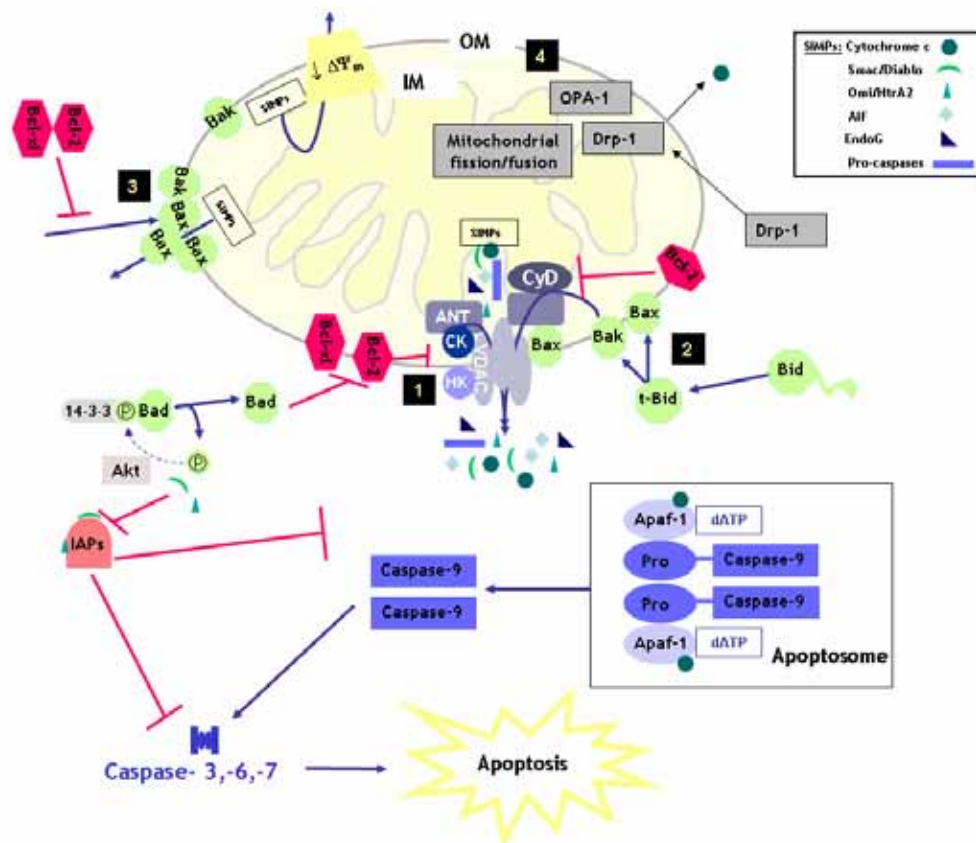 OM
4
SIMPs: Cytochrome c
Smac/Diablo
Omi/HtrA2
AIF
EndoG
Pro-caspases
↓ ΔΨm
IM
SIMPs
Bak
OPA-1
Mitochondrial
fission/fusion
Drp-1
Drp-1
Bcl-xl
Bcl-2
3
Bak
Bak
Bax
Bax
Bax
SIMPs
SIMPs
CyD
Bcl-2
ANT
CK
VDAC
HK
1
Bax
Bak
Bax
2
t-Bid
Bid
Bcl-xl
Bcl-2
14-3-3
P
Bad
Bad
P
Akt
IAPs
Apaf-1
dATP
Pro
Caspase-9
Pro
Caspase-9
Apaf-1
dATP
Apoptosome
Caspase-9
Caspase-9
Caspase- 3,-6,-7
Apoptosis